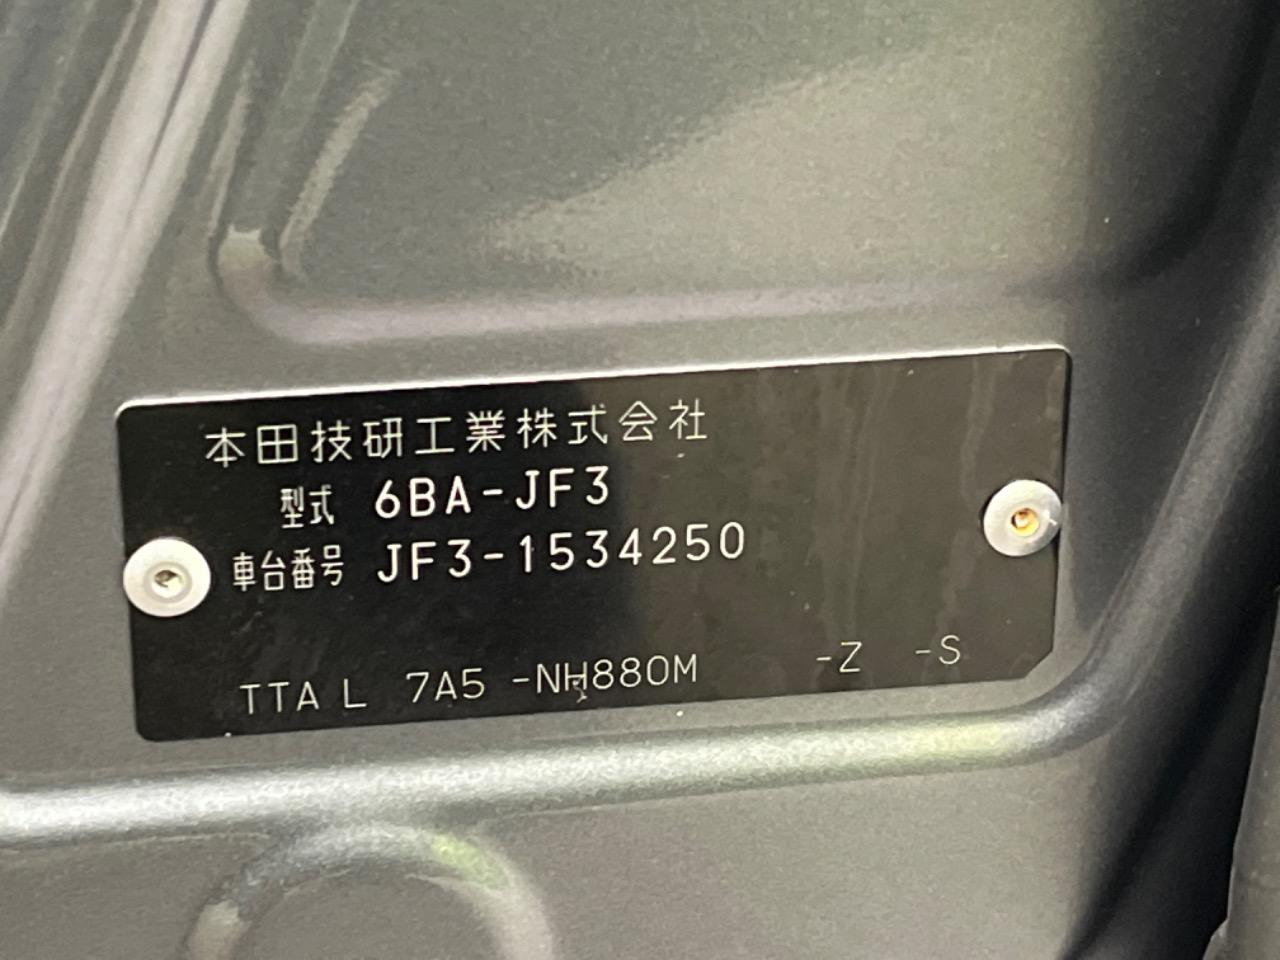 本田技研工業株式会社
型式 6BA-JF3
車台番号 JF3-1534250
TTA L 7A5 -NH880M -Z -S